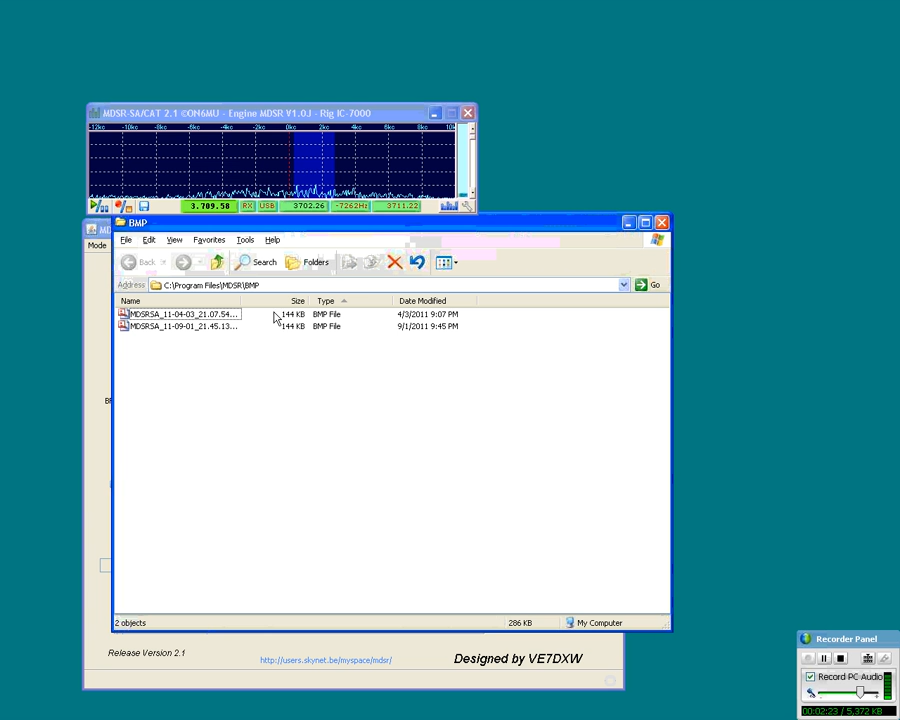 MDSR-SA/CAT 2.1 ©ON6MU - Engine MDSR V1.0.I - Rig IC-7000
-12kc -10kc -8kc -6kc -4kc -2kc 0kc 2kc 4kc 6kc 8kc 10k
3.709.58 RX USB 3702.26 -7262Hz 3711.22
BMP
Mode
File Edit View Favorites Tools Help
Back Search Folders
Address C:\Program Files\MDSR\BMP Go
Name Size Type Date Modified
MDSRSA_11-04-03_21.07.54... 144 KB BMP File 4/3/2011 9:07 PM
MDSRSA_11-09-01_21.45.13... 144 KB BMP File 9/1/2011 9:45 PM
2 objects 286 KB My Computer
Release Version 2.1
http://users.skynet.be/myspace/mdsr/
Designed by VE7DXW
Recorder Panel
Record PC Audio
00:02:23 / 5,372 KB